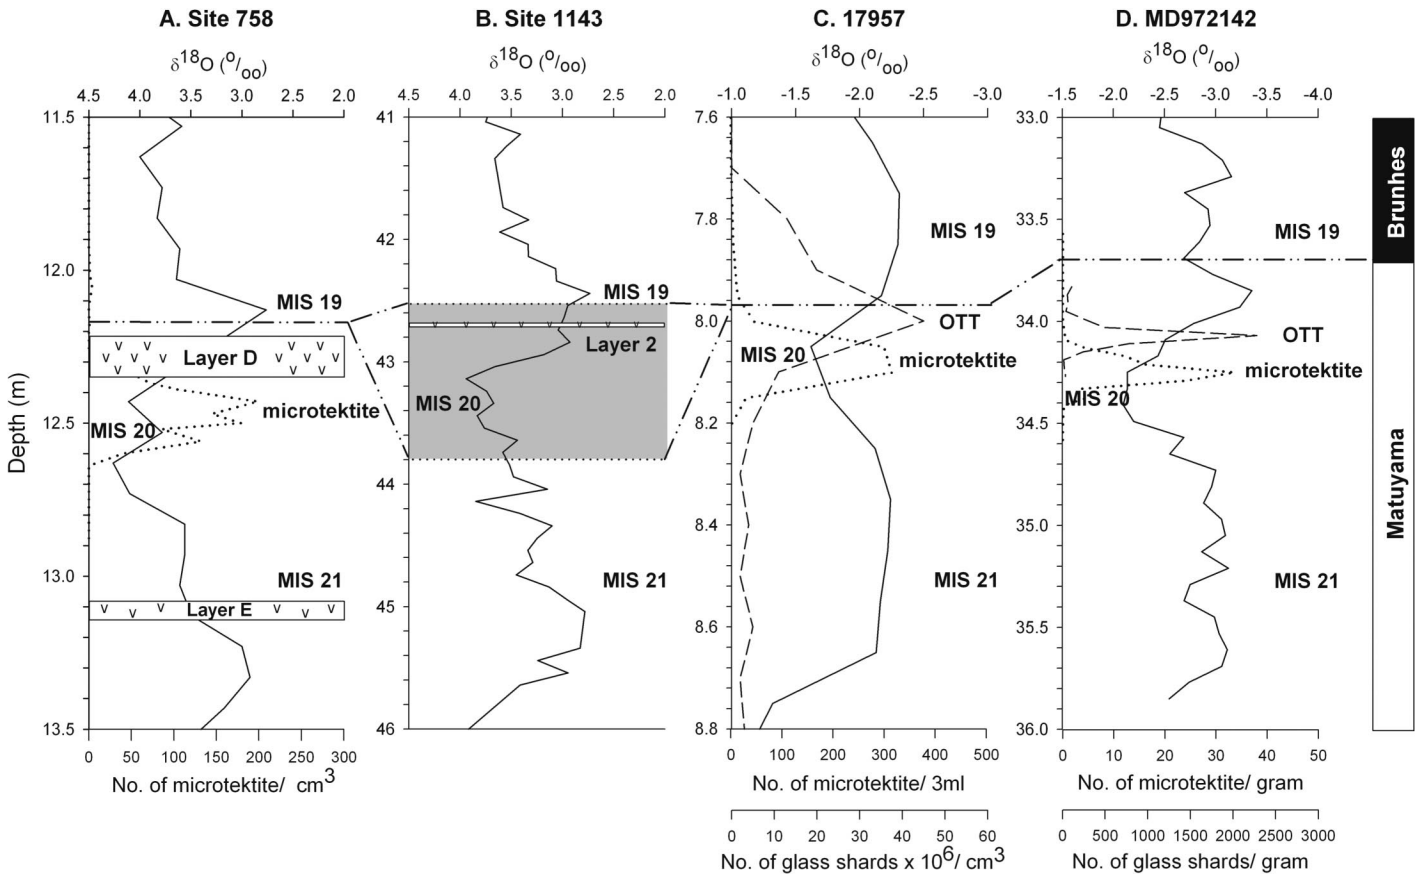 A. Site 758
B. Site 1143
C. 17957
D. MD972142
δ18O (o/oo)
δ18O (o/oo)
δ18O (o/oo)
δ18O (o/oo)
4.5 4.0 3.5 3.0 2.5 2.0
4.5 4.0 3.5 3.0 2.5 2.0
-1.0 -1.5 -2.0 -2.5 -3.0
-1.5 -2.0 -2.5 -3.0 -3.5 -4.0
Depth (m)
11.5
12.0
12.5
13.0
13.5
MIS 19
Layer D
microtektite
MIS 20
MIS 21
Layer E
0 50 100 150 200 250 300
No. of microtektite/ cm3
41
42
43
44
45
46
MIS 19
Layer 2
MIS 20
MIS 21
7.6
7.8
8.0
8.2
8.4
8.6
8.8
MIS 19
OTT
MIS 20
microtektite
MIS 21
0 100 200 300 400 500
No. of microtektite/ 3ml
0 10 20 30 40 50 60
No. of glass shards x 106/ cm3
33.0
33.5
34.0
34.5
35.0
35.5
36.0
MIS 19
OTT
microtektite
MIS 20
MIS 21
0 10 20 30 40 50
No. of microtektite/ gram
0 500 1000 1500 2000 2500 3000
No. of glass shards/ gram
Brunhes
Matuyama